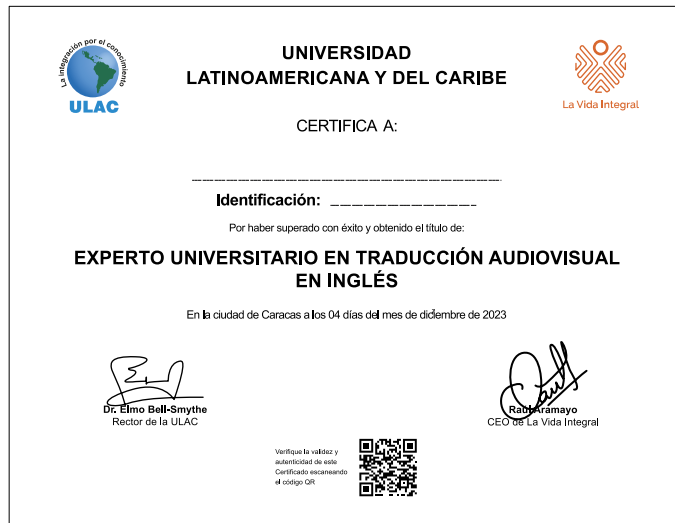 La integración por el conocimiento
ULAC
UNIVERSIDAD
LATINOAMERICANA Y DEL CARIBE
La Vida Integral
CERTIFICA A:
Identificación:
Por haber superado con éxito y obtenido el título de:
EXPERTO UNIVERSITARIO EN TRADUCCIÓN AUDIOVISUAL
EN INGLÉS
En la ciudad de Caracas a los 04 días del mes de diciembre de 2023
Dr. Elmo Bell-Smythe
Rector de la ULAC
Raúl Aramayo
CEO de La Vida Integral
Verifique la validez y
autenticidad de este
Certificado escaneando
el código QR